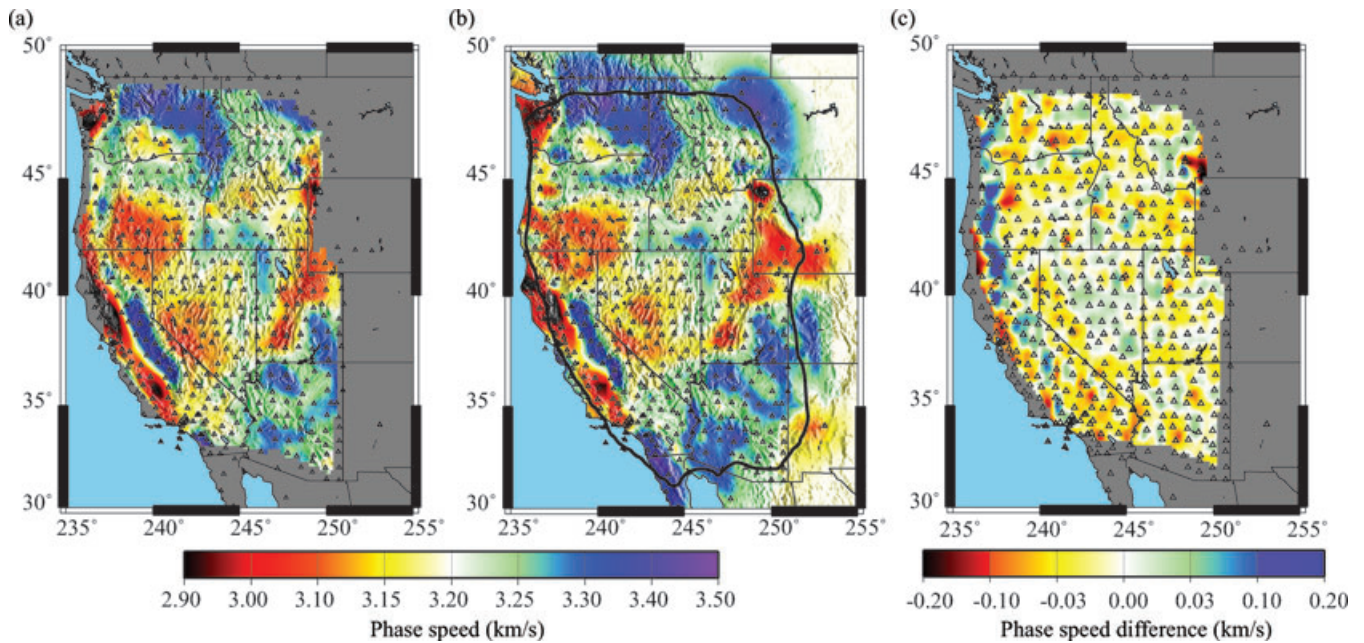 (a)
(b)
(c)
50° 50° 50°
45° 45° 45°
40° 40° 40°
35° 35° 35°
30° 30° 30°
235° 240° 245° 250° 255° 235° 240° 245° 250° 255° 235° 240° 245° 250° 255°
2.90 3.00 3.10 3.15 3.20 3.25 3.30 3.40 3.50
Phase speed (km/s)
-0.20 -0.10 -0.03 0.00 0.03 0.10 0.20
Phase speed difference (km/s)